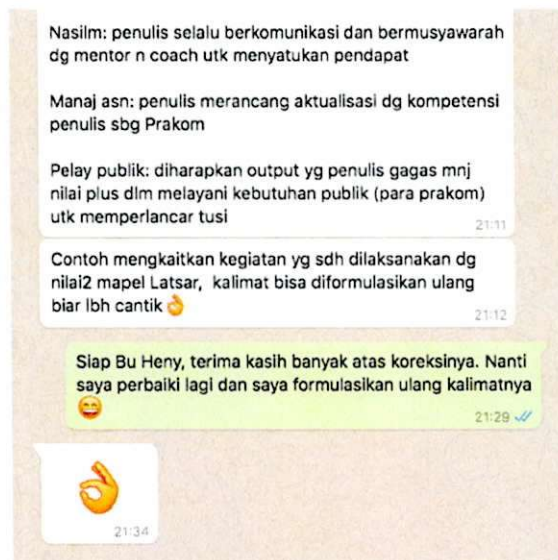 Nasilm: penulis selalu berkomunikasi dan bermusyawarah
dg mentor n coach utk menyatukan pendapat
Manaj asn: penulis merancang aktualisasi dg kompetensi
penulis sbg Prakom
Pelay publik: diharapkan output yg penulis gagas mnj
nilai plus dlm melayani kebutuhan publik (para prakom)
utk memperlancar tusi
21:11
Contoh mengkaitkan kegiatan yg sdh dilaksanakan dg
nilai2 mapel Latsar, kalimat bisa diformulasikan ulang
biar lbh cantik 👌
21:12
Siap Bu Heny, terima kasih banyak atas koreksinya. Nanti
saya perbaiki lagi dan saya formulasikan ulang kalimatnya
😄
21:29
👌
21:34